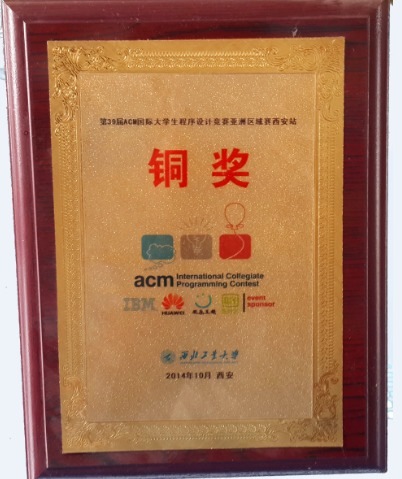 第39届ACM国际大学生程序设计竞赛亚洲区域赛西安站
铜奖
acm International Collegiate
Programming Contest
IBM HUAWEI event
sponsor
西北工业大学
2014年10月 西安